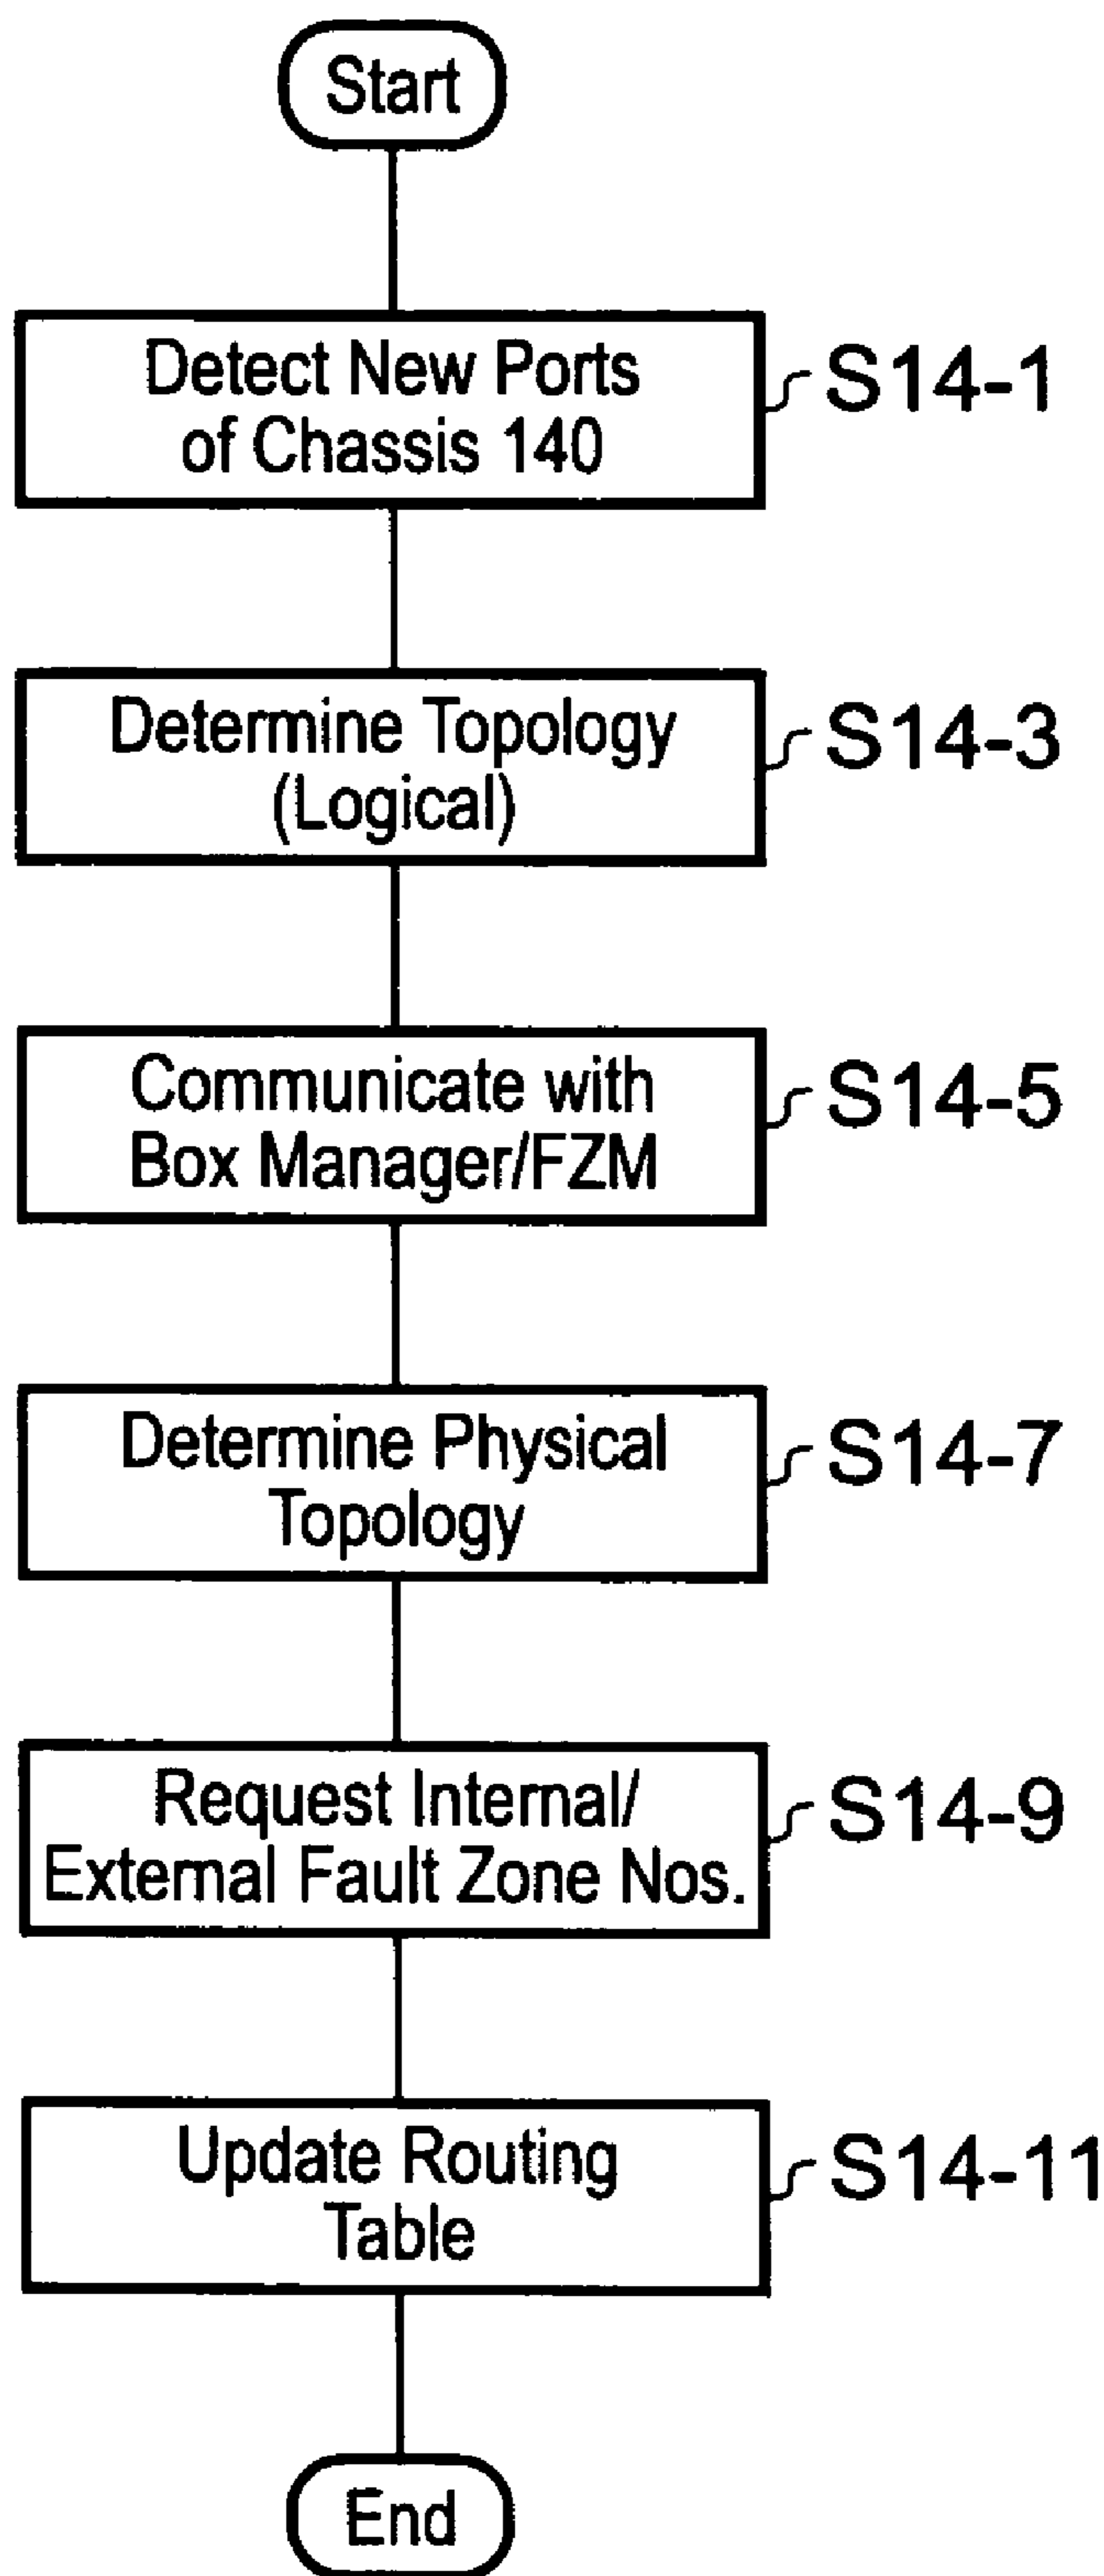 Start
Detect New Ports
of Chassis 140
S14-1
Determine Topology
(Logical)
S14-3
Communicate with
Box Manager/FZM
S14-5
Determine Physical
Topology
S14-7
Request Internal/
External Fault Zone Nos.
S14-9
Update Routing
Table
S14-11
End